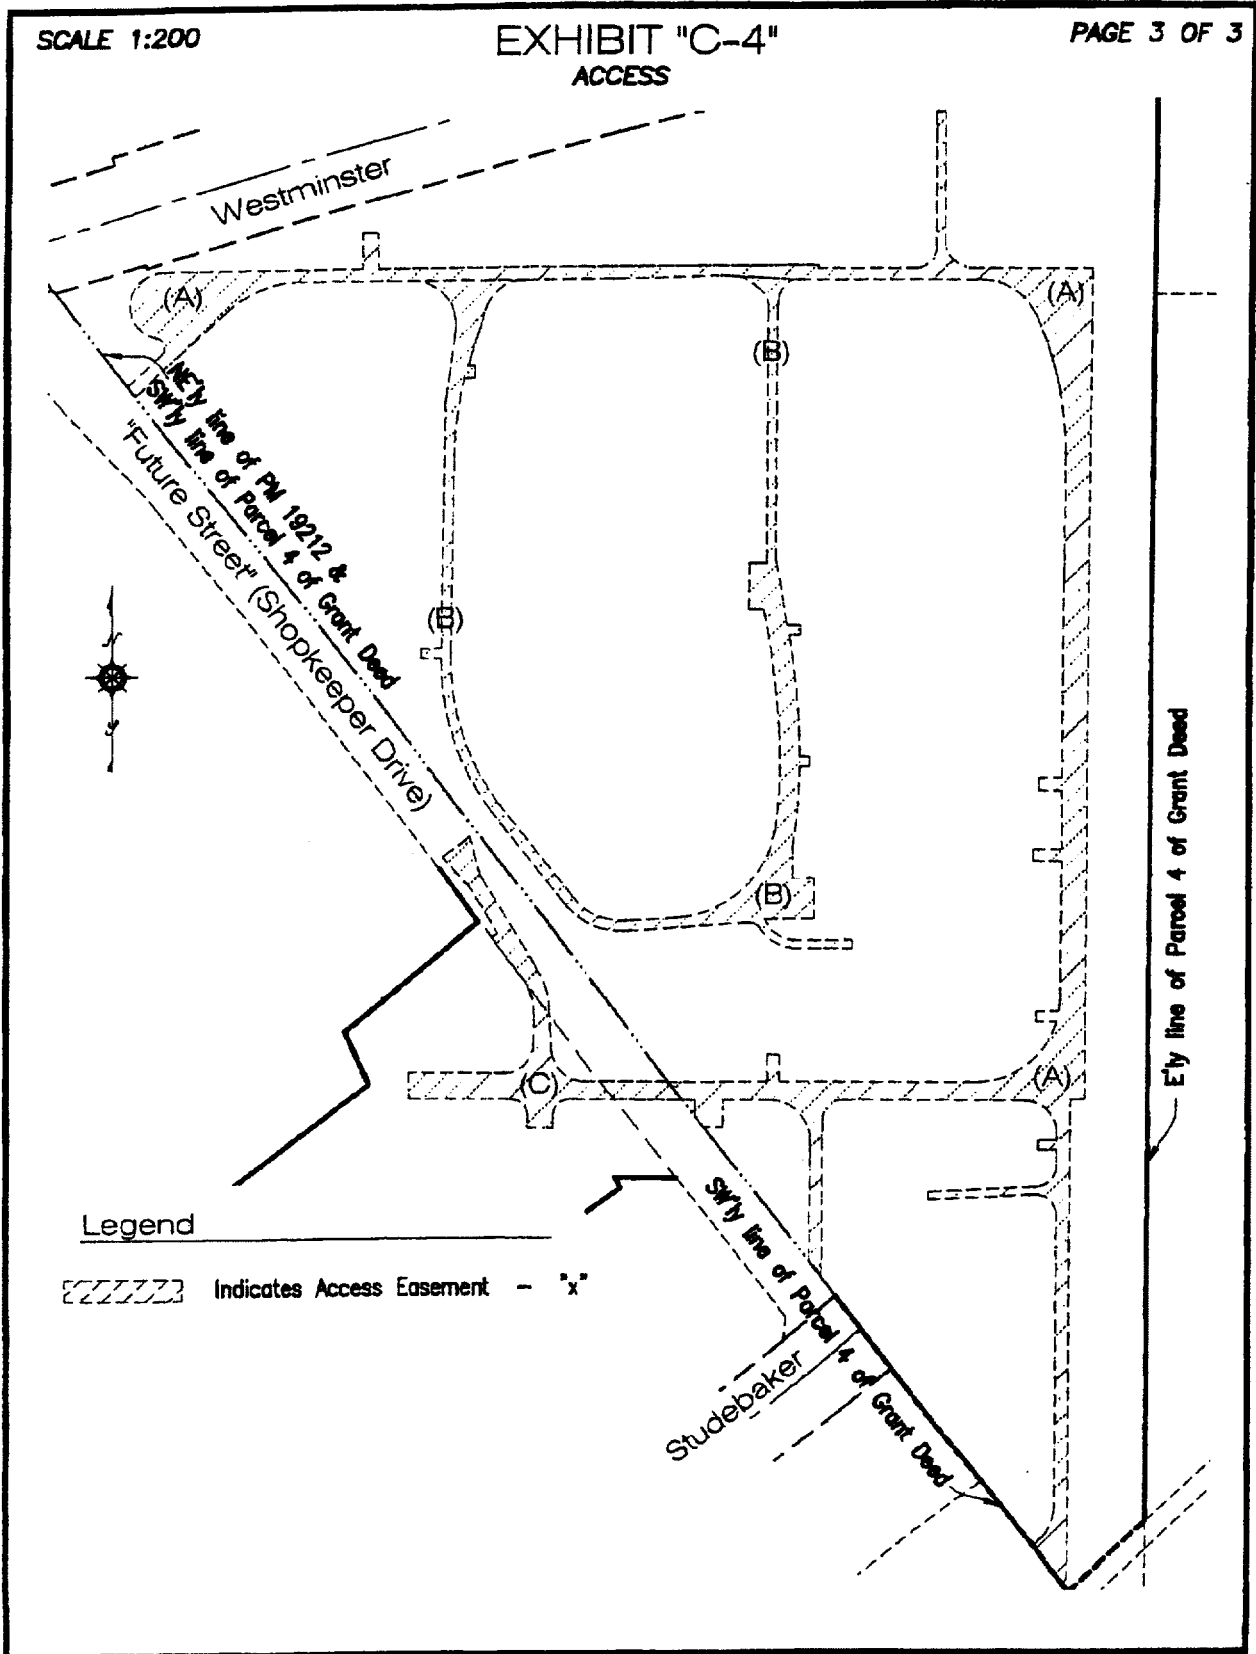 SCALE 1:200
EXHIBIT "C-4"
PAGE 3 OF 3
ACCESS
Westminster
(A)
(A)
(B)
NE'ly line of PM 19212 &
SW'ly line of Parcel 4 of Grant Deed
"Future Street" (Shopkeeper Drive)
(B)
N
E'ly line of Parcel 4 of Grant Deed
(B)
(C)
(A)
SW'ly line of Parcel 4 of Grant Deed
Legend
Indicates Access Easement - "x"
Studebaker